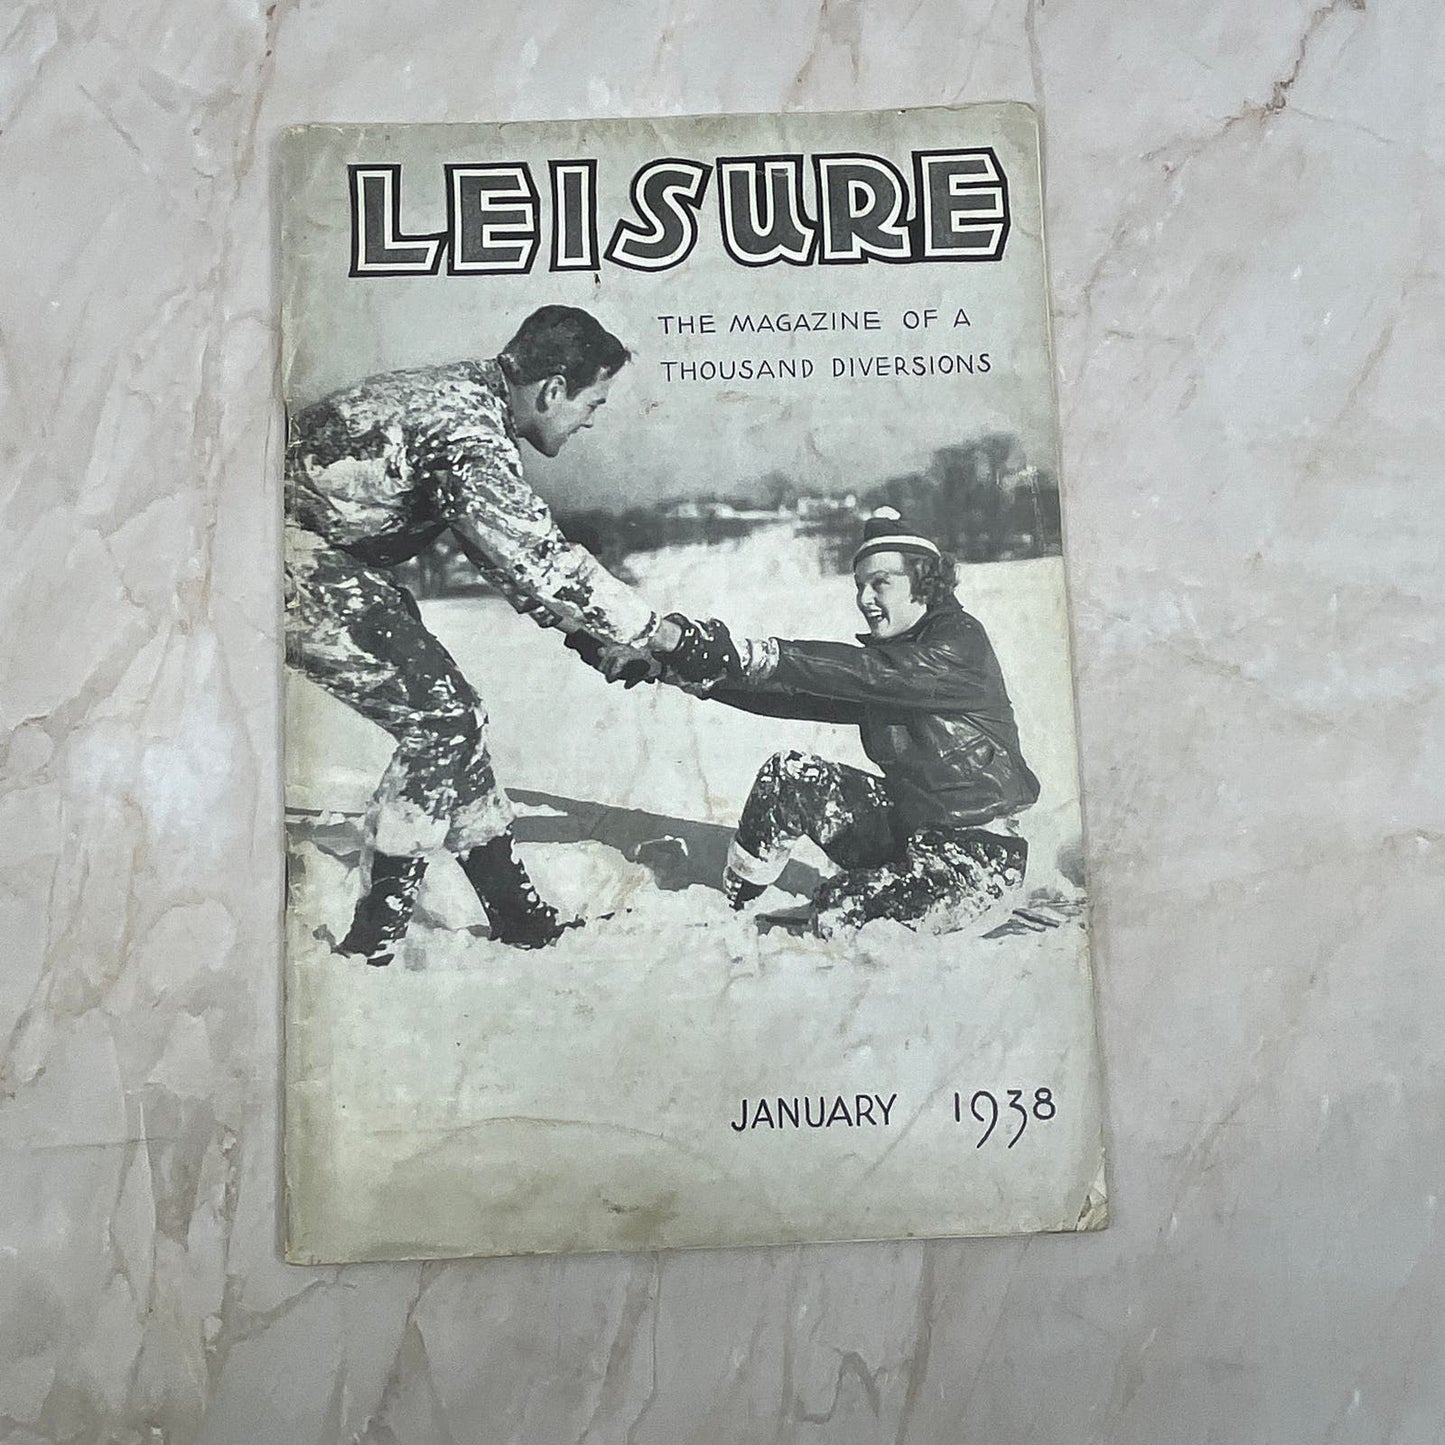 LEISURE
THE MAGAZINE OF A
THOUSAND DIVERSIONS
JANUARY 1938